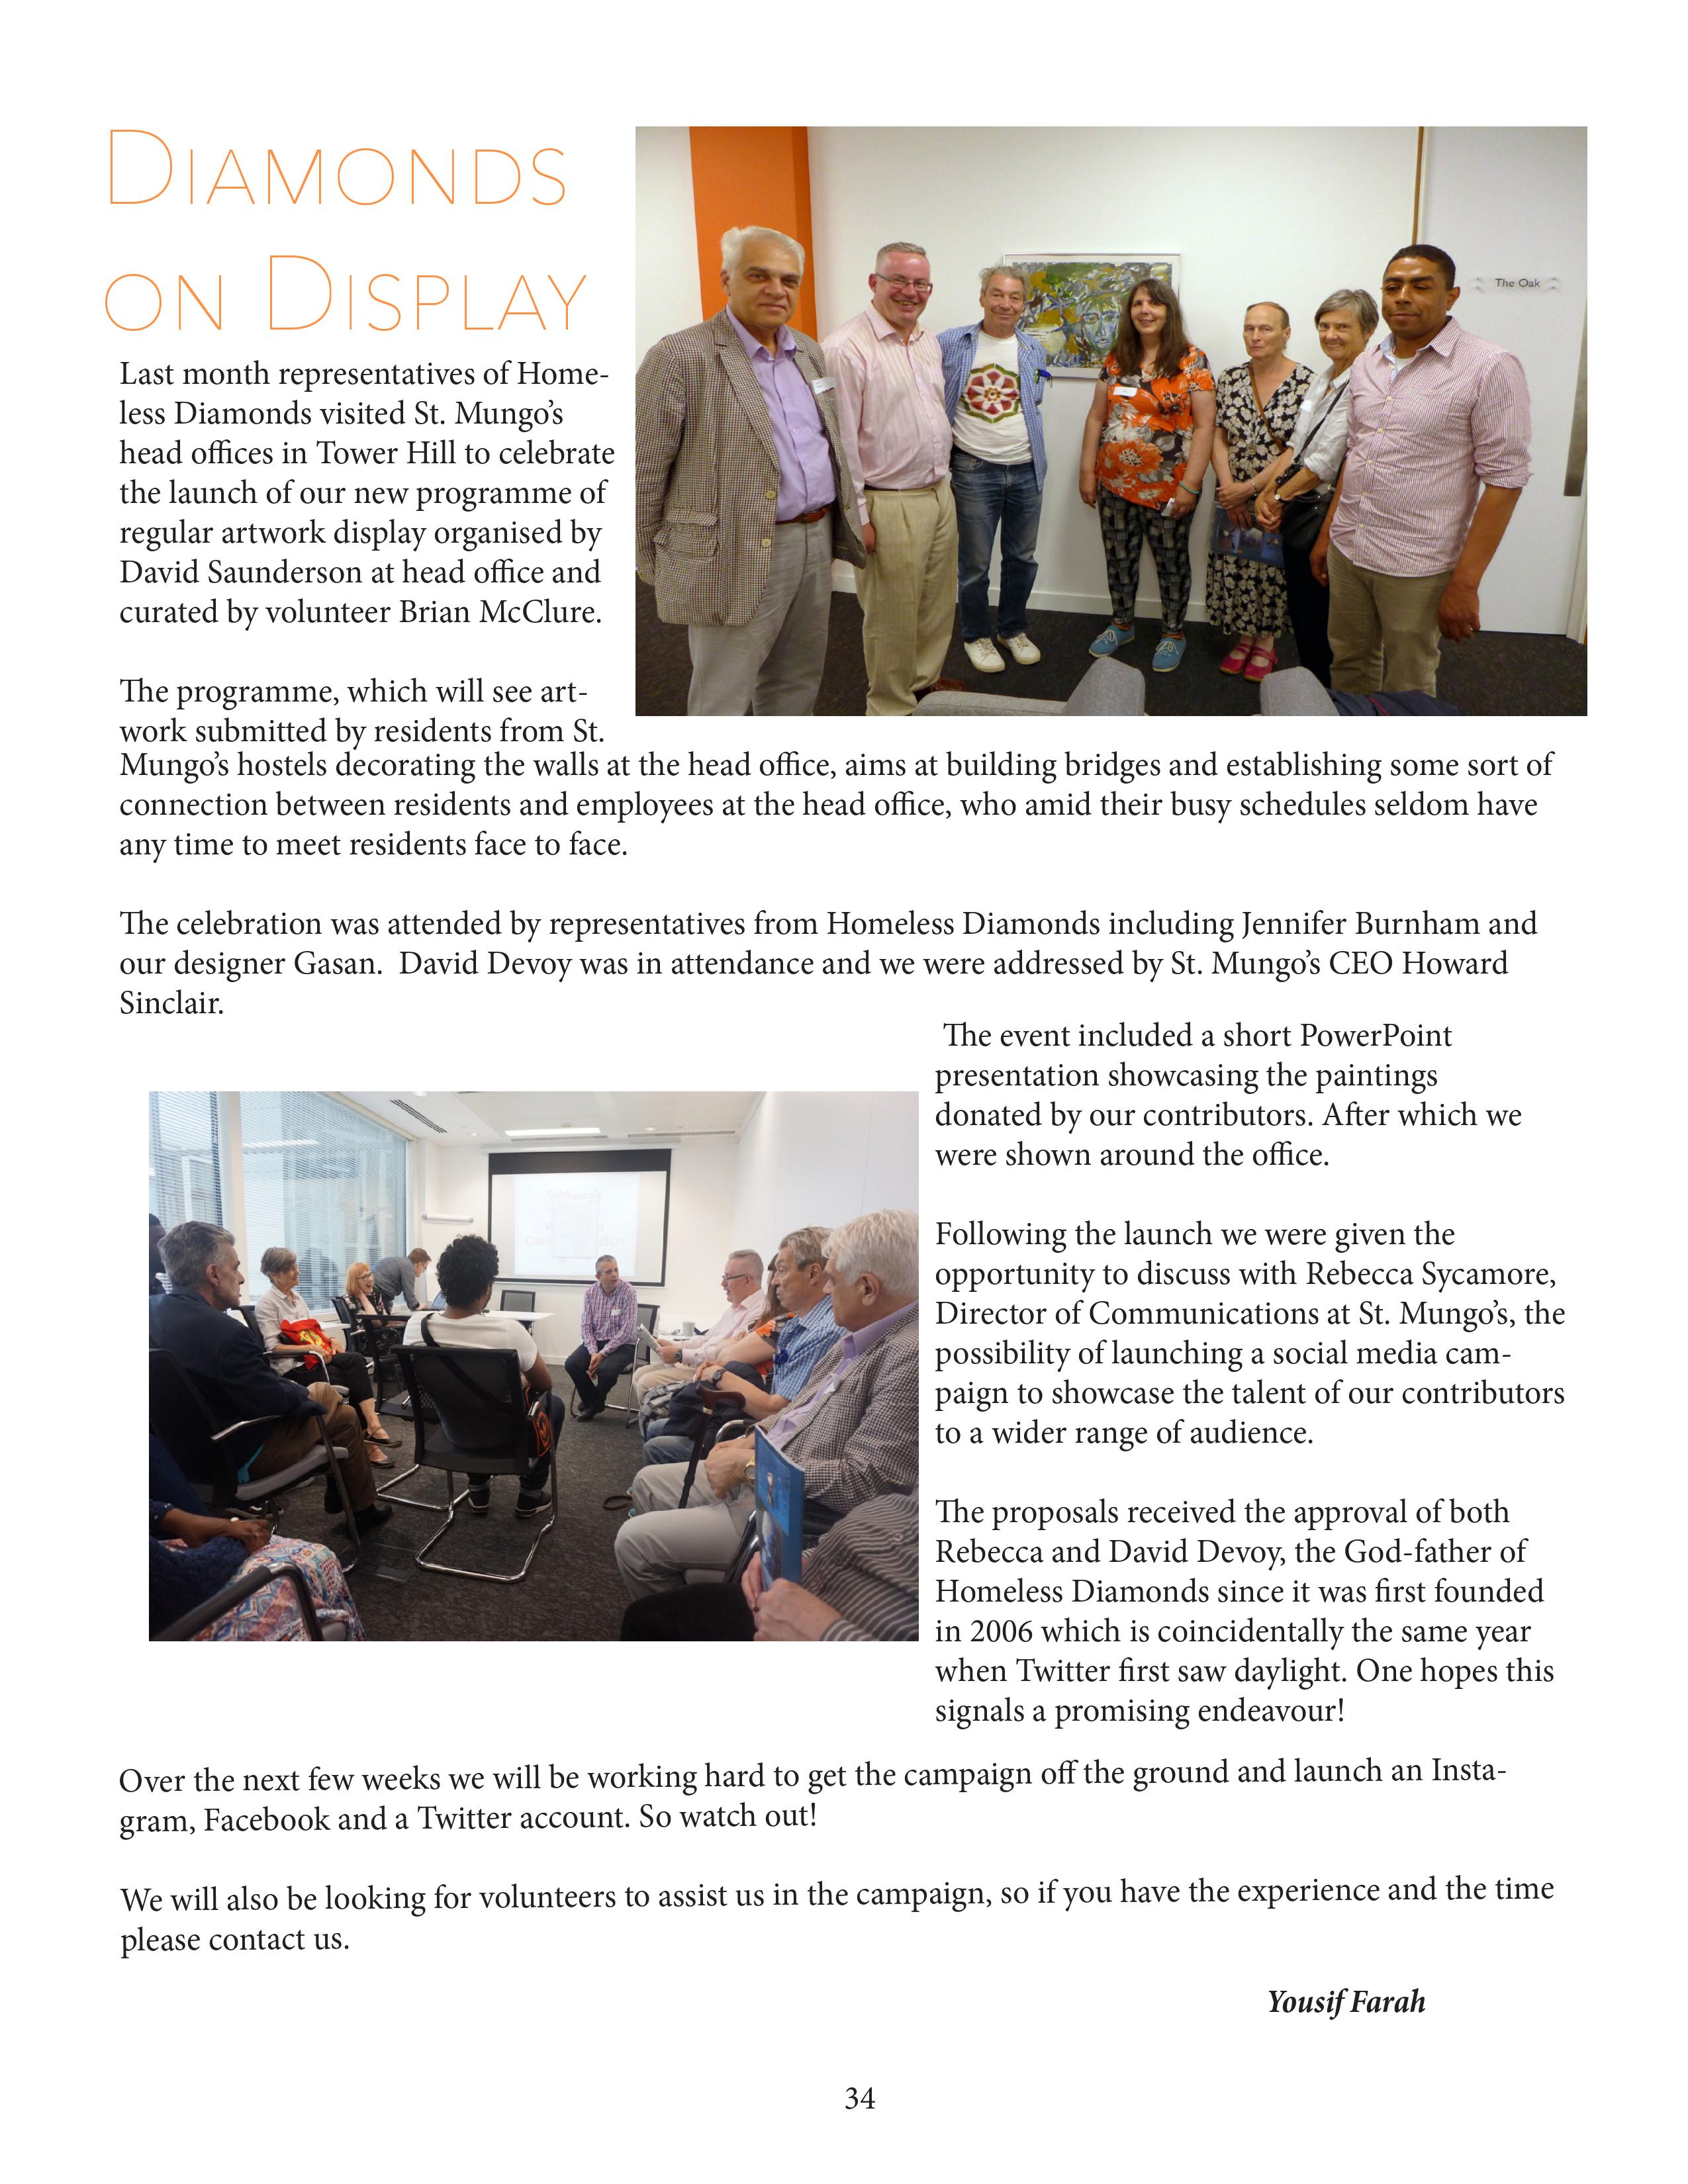 Diamonds
on Display
The Oak
Last month representatives of Home-
less Diamonds visited St. Mungo's
head offices in Tower Hill to celebrate
the launch of our new programme of
regular artwork display organised by
David Saunderson at head office and
curated by volunteer Brian McClure.
The programme, which will see art-
work submitted by residents from St.
Mungo's hostels decorating the walls at the head office, aims at building bridges and establishing some sort of
connection between residents and employees at the head office, who amid their busy schedules seldom have
any time to meet residents face to face.
The celebration was attended by representatives from Homeless Diamonds including Jennifer Burnham and
our designer Gasan.  David Devoy was in attendance and we were addressed by St. Mungo's CEO Howard
Sinclair.
The event included a short PowerPoint
presentation showcasing the paintings
donated by our contributors. After which we
were shown around the office.
Following the launch we were given the
opportunity to discuss with Rebecca Sycamore,
Director of Communications at St. Mungo's, the
possibility of launching a social media cam-
paign to showcase the talent of our contributors
to a wider range of audience.
The proposals received the approval of both
Rebecca and David Devoy, the God-father of
Homeless Diamonds since it was first founded
in 2006 which is coincidentally the same year
when Twitter first saw daylight. One hopes this
signals a promising endeavour!
Over the next few weeks we will be working hard to get the campaign off the ground and launch an Insta-
gram, Facebook and a Twitter account. So watch out!
We will also be looking for volunteers to assist us in the campaign, so if you have the experience and the time
please contact us.
Yousif Farah
34